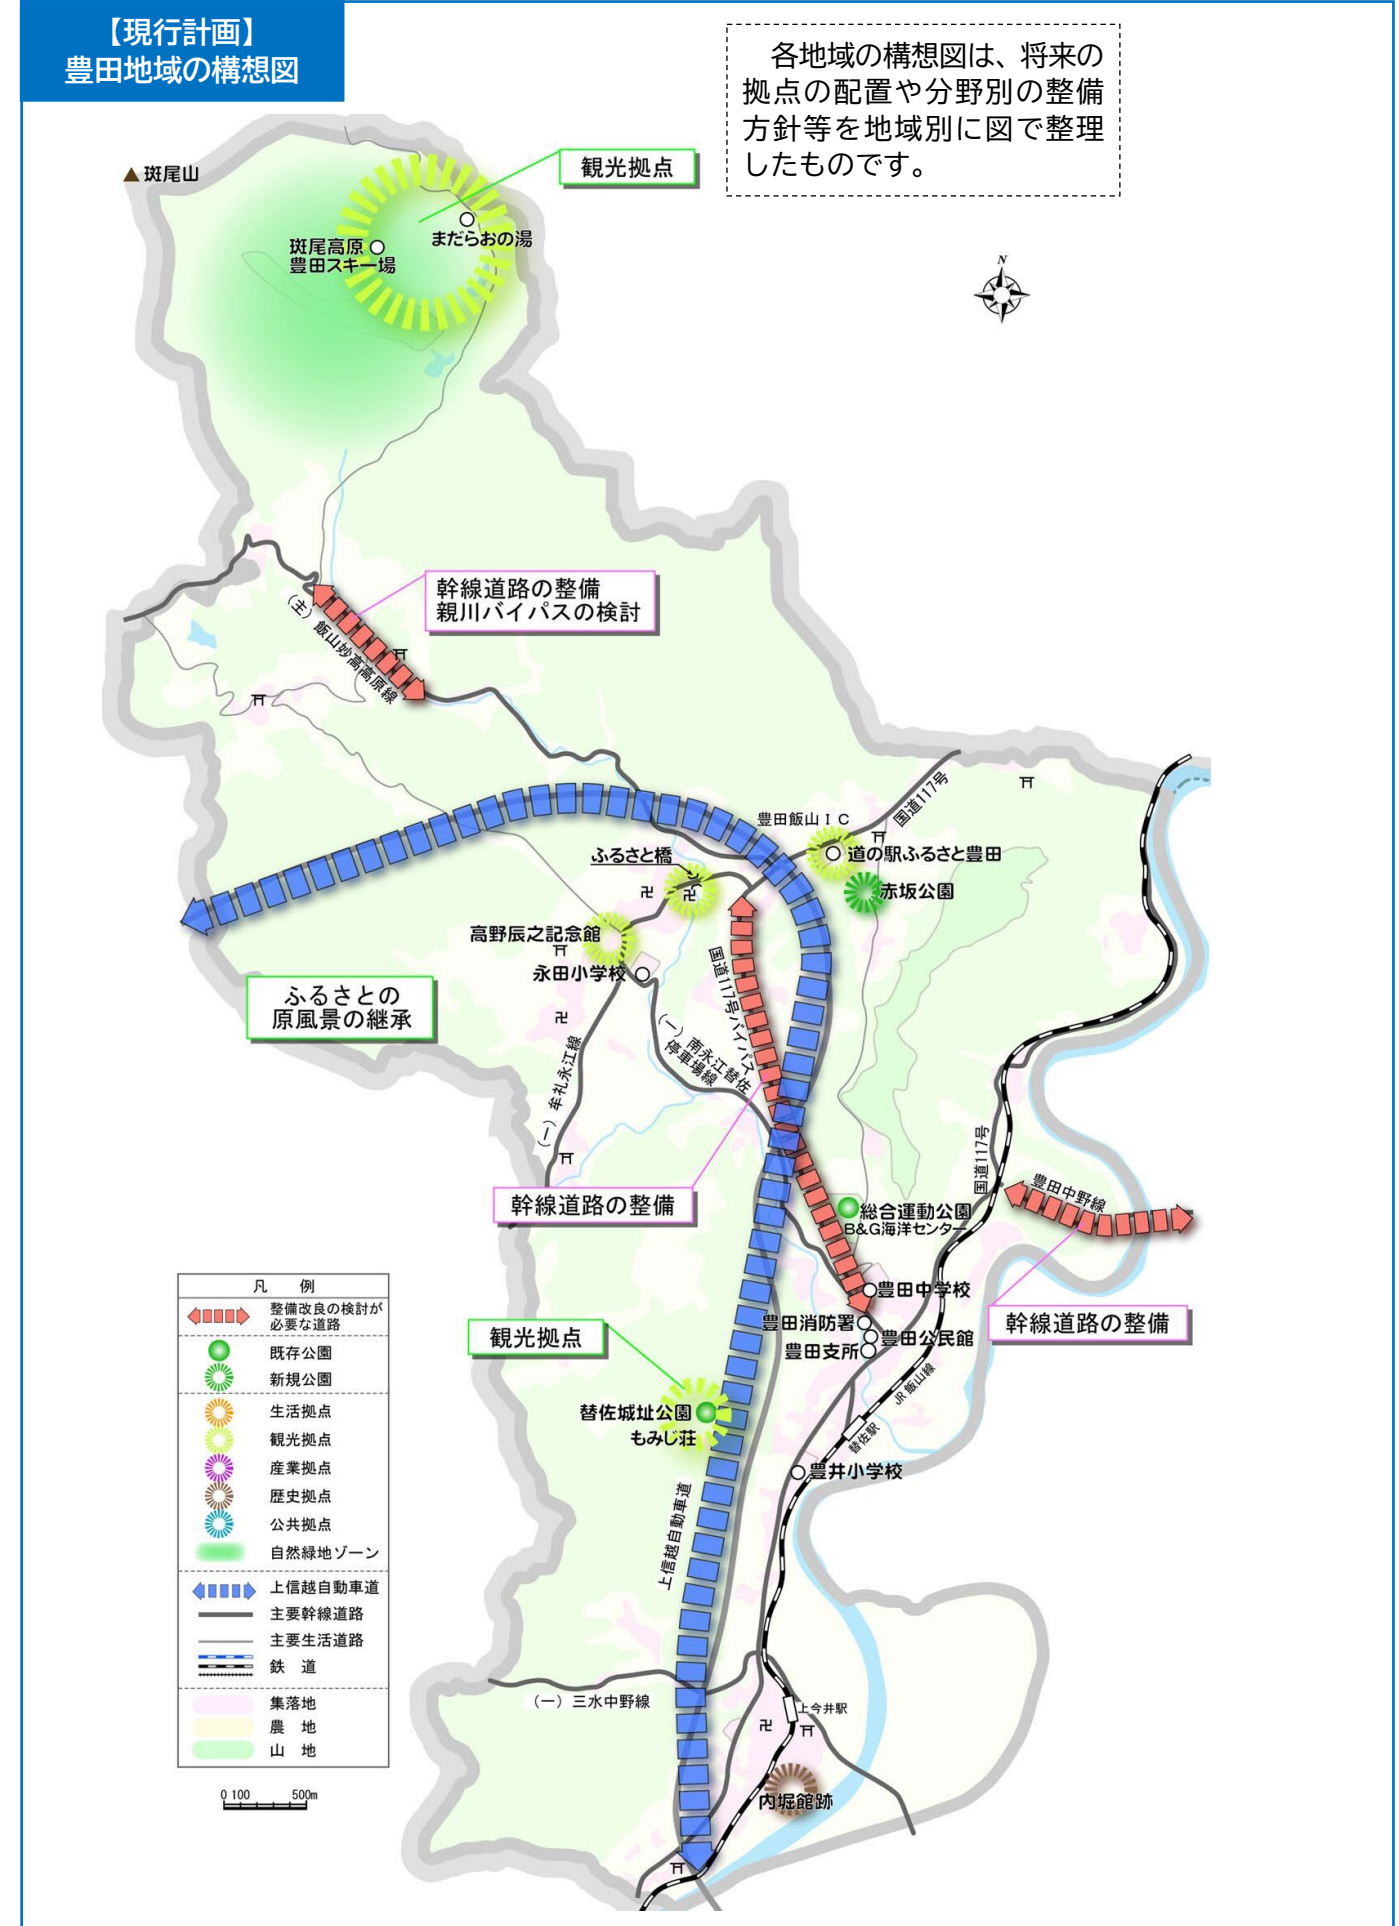 【現行計画】
豊田地域の構想図
各地域の構想図は、将来の
拠点の配置や分野別の整備
方針等を地域別に図で整理
したものです。
斑尾山
観光拠点
まだらおの湯
斑尾高原
豊田スキー場
N
幹線道路の整備
親川バイパスの検討
(主)飯山妙高高原線
国道117号
豊田飯山IC
道の駅ふるさと豊田
ふるさと橋
赤坂公園
高野辰之記念館
永田小学校
国道117号バイパス
ふるさとの
原風景の継承
(一)南永江替佐
停車場線
(一)牟礼永江線
国道117号
豊田中野線
幹線道路の整備
総合運動公園
B&G海洋センター
豊田中学校
豊田消防署
豊田公民館
豊田支所
幹線道路の整備
観光拠点
JR飯山線
替佐駅
替佐城址公園
もみじ荘
豊井小学校
上信越自動車道
(一)三水中野線
上今井駅
内堀館跡
凡 例
整備改良の検討が
必要な道路
既存公園
新規公園
生活拠点
観光拠点
産業拠点
歴史拠点
公共拠点
自然緑地ゾーン
上信越自動車道
主要幹線道路
主要生活道路
鉄 道
集落地
農 地
山 地
0 100 500m